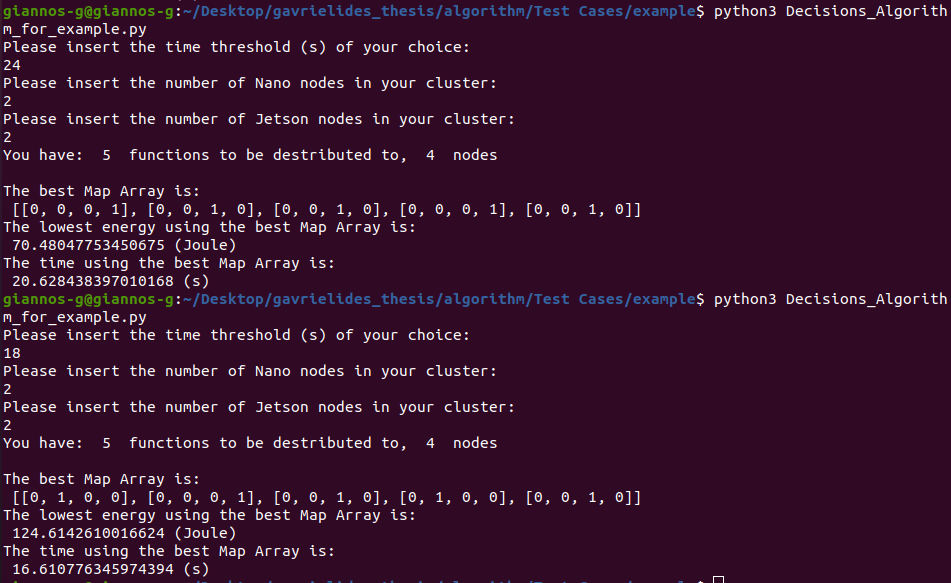 giannos-g@giannos-g:~/Desktop/gavrielides_thesis/algorithm/Test Cases/example$ python3 Decisions_Algorith
m_for_example.py
Please insert the time threshold (s) of your choice:
24
Please insert the number of Nano nodes in your cluster:
2
Please insert the number of Jetson nodes in your cluster:
2
You have:  5  functions to be destributed to,  4  nodes

The best Map Array is:
 [[0, 0, 0, 1], [0, 0, 1, 0], [0, 0, 1, 0], [0, 0, 0, 1], [0, 0, 1, 0]]
The lowest energy using the best Map Array is:
 70.48047753450675 (Joule)
The time using the best Map Array is:
 20.628438397010168 (s)
giannos-g@giannos-g:~/Desktop/gavrielides_thesis/algorithm/Test Cases/example$ python3 Decisions_Algorith
m_for_example.py
Please insert the time threshold (s) of your choice:
18
Please insert the number of Nano nodes in your cluster:
2
Please insert the number of Jetson nodes in your cluster:
2
You have:  5  functions to be destributed to,  4  nodes

The best Map Array is:
 [[0, 1, 0, 0], [0, 0, 0, 1], [0, 0, 1, 0], [0, 1, 0, 0], [0, 0, 1, 0]]
The lowest energy using the best Map Array is:
 124.6142610016624 (Joule)
The time using the best Map Array is:
 16.610776345974394 (s)